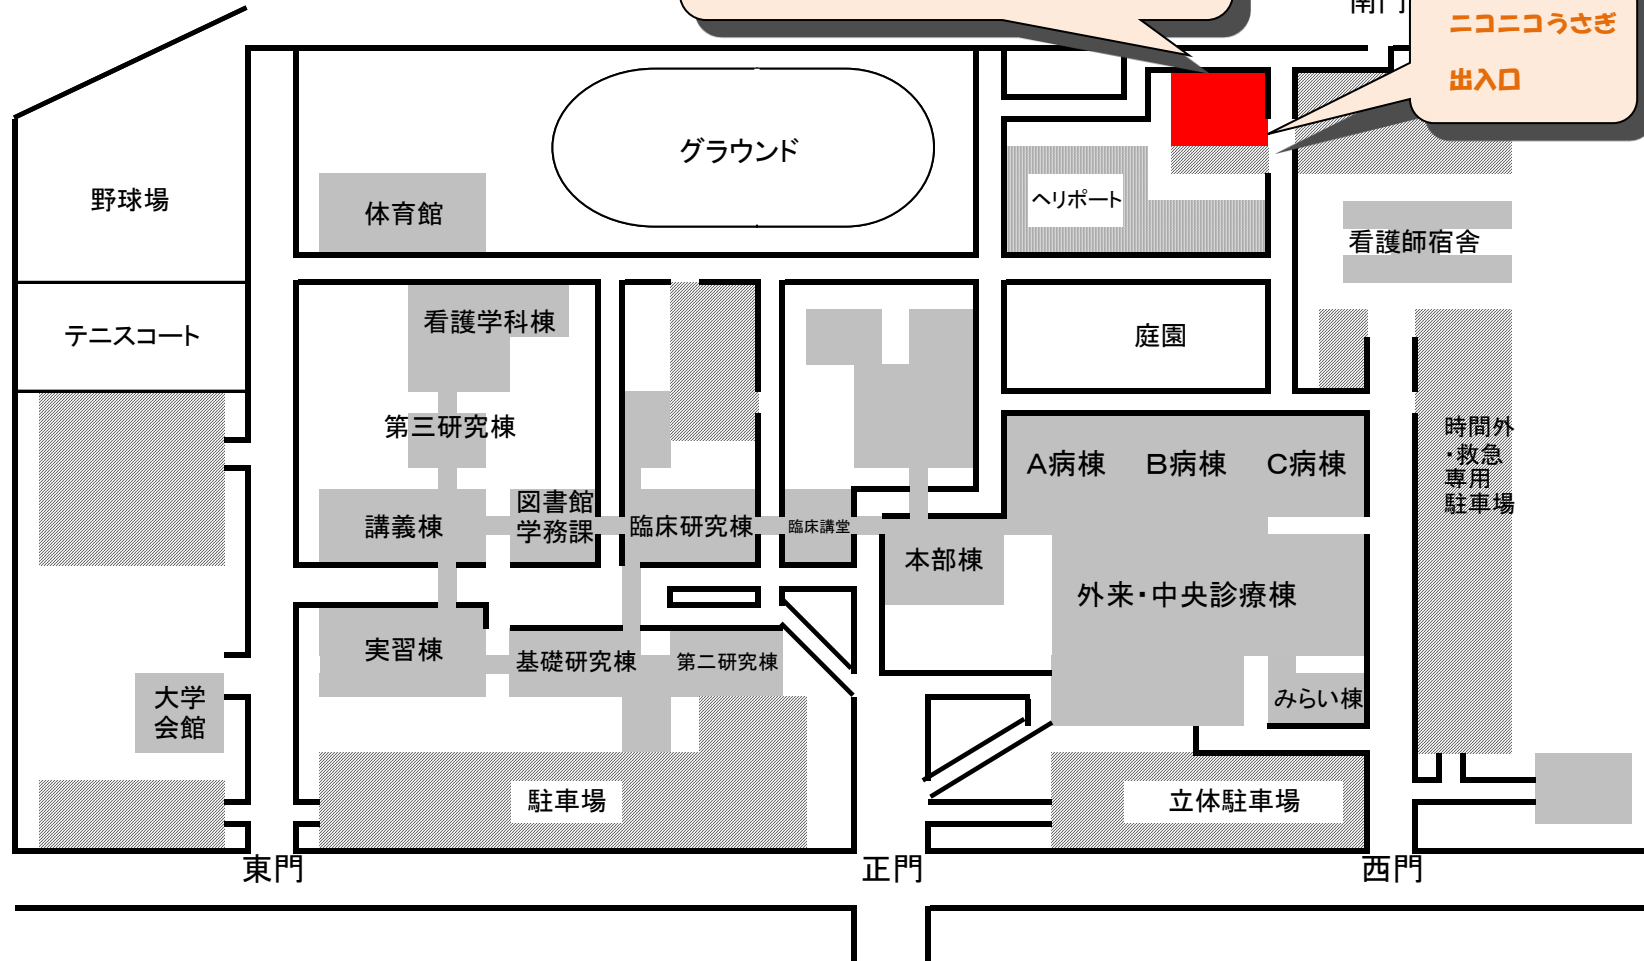 南門
ニコニコうさぎ
出入口
グラウンド
野球場
体育館
ヘリポート
看護師宿舎
テニスコート
看護学科棟
庭園
第三研究棟
A病棟
B病棟
C病棟
時間外
・救急
専用
駐車場
講義棟
図書館
学務課
臨床研究棟
臨床講堂
本部棟
外来・中央診療棟
実習棟
基礎研究棟
第二研究棟
大学
会館
みらい棟
駐車場
立体駐車場
東門
正門
西門